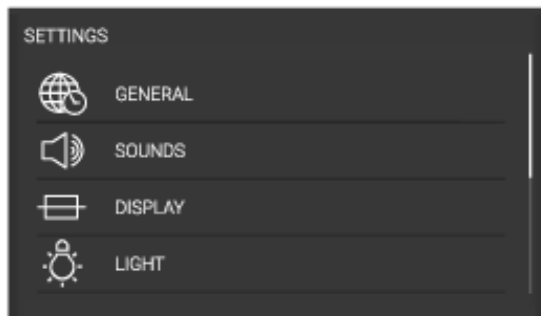 SETTINGS
GENERAL
SOUNDS
DISPLAY
LIGHT